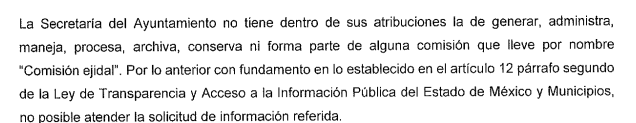 La Secretaría del Ayuntamiento no tiene dentro de sus atribuciones la de generar, administra,
maneja, procesa, archiva, conserva ni forma parte de alguna comisión que lleve por nombre
“Comisión ejidal”. Por lo anterior con fundamento en lo establecido en el artículo 12 párrafo segundo
de la Ley de Transparencia y Acceso a la Información Pública del Estado de México y Municipios,
no posible atender la solicitud de información referida.